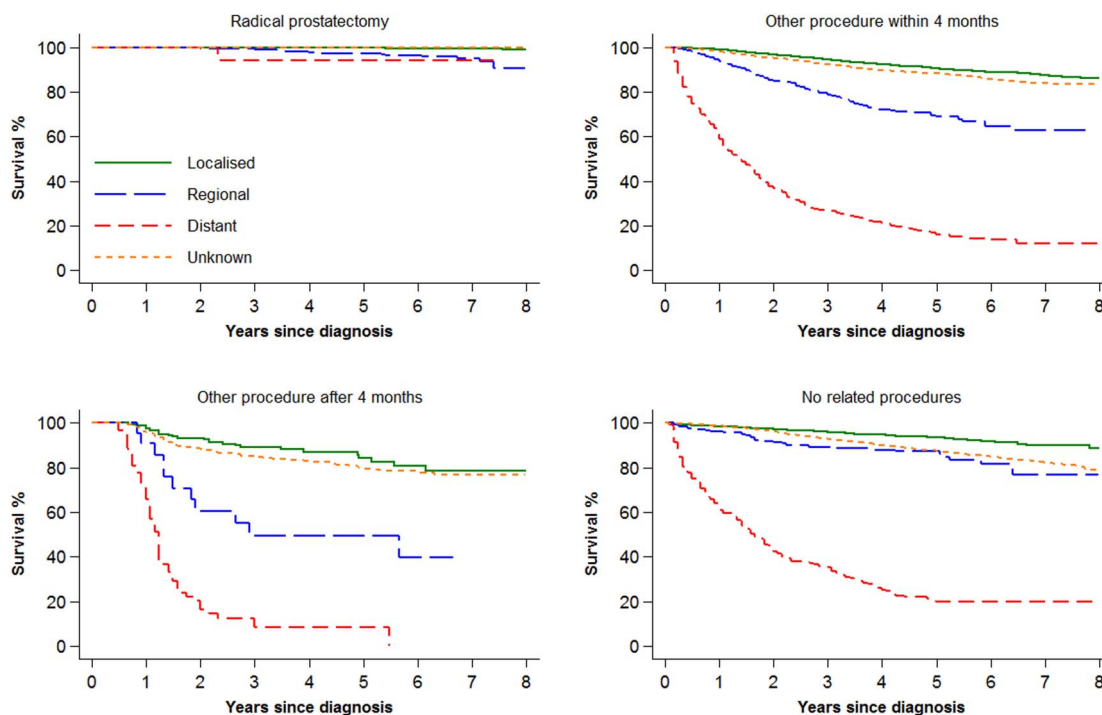 Radical prostatectomy
100
80
60
40
20
0
Survival %
Localised
Regional
Distant
Unknown
0 1 2 3 4 5 6 7 8
Years since diagnosis
Other procedure within 4 months
100
80
60
40
20
0
Survival %
0 1 2 3 4 5 6 7 8
Years since diagnosis
Other procedure after 4 months
100
80
60
40
20
0
Survival %
0 1 2 3 4 5 6 7 8
Years since diagnosis
No related procedures
100
80
60
40
20
0
Survival %
0 1 2 3 4 5 6 7 8
Years since diagnosis